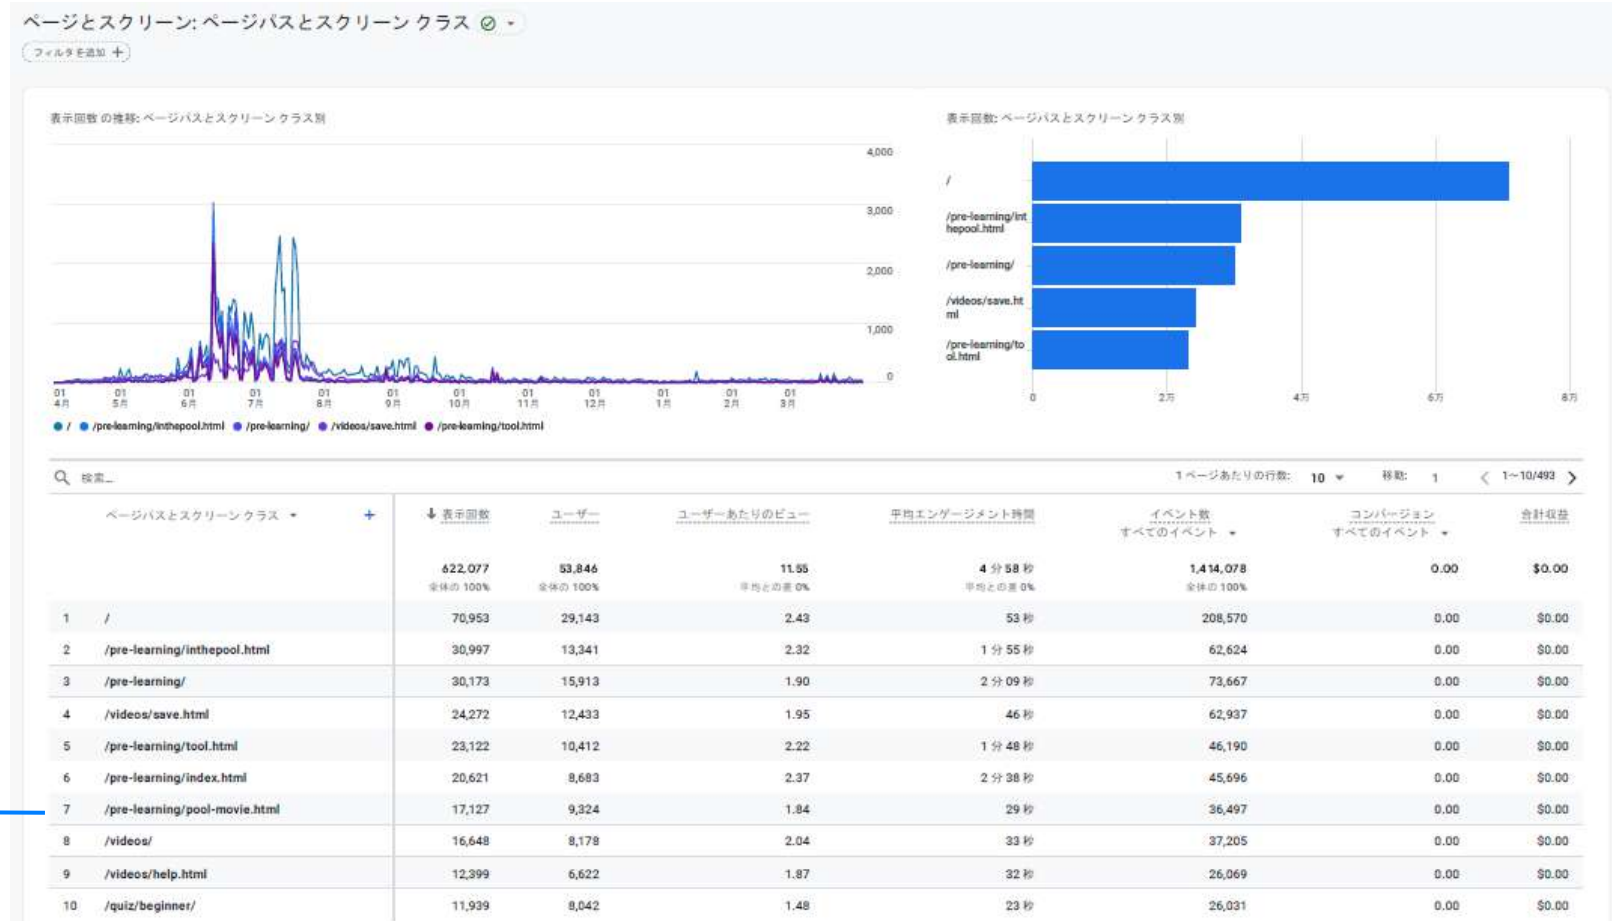 ページとスクリーン: ページパスとスクリーン クラス
フィルタを追加 +
表示回数 の推移: ページパスとスクリーン クラス別
4,000
3,000
2,000
1,000
0
01 01 01 01 01 01 01 01 01 01 01 01
4月 5月 6月 7月 8月 9月 10月 11月 12月 1月 2月 3月
/ /pre-learning/inthepool.html /pre-learning/ /videos/save.html /pre-learning/tool.html
表示回数: ページパスとスクリーン クラス別
/
/pre-learning/int
hepool.html
/pre-learning/
/videos/save.ht
ml
/pre-learning/to
ol.html
0 2万 4万 6万 8万
検索... 1 ページあたりの行数: 10 移動: 1 1～10/493
ページパスとスクリーン クラス + 表示回数 ユーザー ユーザーあたりのビュー 平均エンゲージメント時間 イベント数 コンバージョン 合計収益
すべてのイベント すべてのイベント
622,077 53,846 11.55 4 分 58 秒 1,414,078 0.00 $0.00
全体の 100% 全体の 100% 平均との差 0% 平均との差 0% 全体の 100%
1 / 70,953 29,143 2.43 53 秒 208,570 0.00 $0.00
2 /pre-learning/inthepool.html 30,997 13,341 2.32 1 分 55 秒 62,624 0.00 $0.00
3 /pre-learning/ 30,173 15,913 1.90 2 分 09 秒 73,667 0.00 $0.00
4 /videos/save.html 24,272 12,433 1.95 46 秒 62,937 0.00 $0.00
5 /pre-learning/tool.html 23,122 10,412 2.22 1 分 48 秒 46,190 0.00 $0.00
6 /pre-learning/index.html 20,621 8,683 2.37 2 分 38 秒 45,696 0.00 $0.00
7 /pre-learning/pool-movie.html 17,127 9,324 1.84 29 秒 36,497 0.00 $0.00
8 /videos/ 16,648 8,178 2.04 33 秒 37,205 0.00 $0.00
9 /videos/help.html 12,399 6,622 1.87 32 秒 26,069 0.00 $0.00
10 /quiz/beginner/ 11,939 8,042 1.48 23 秒 26,031 0.00 $0.00